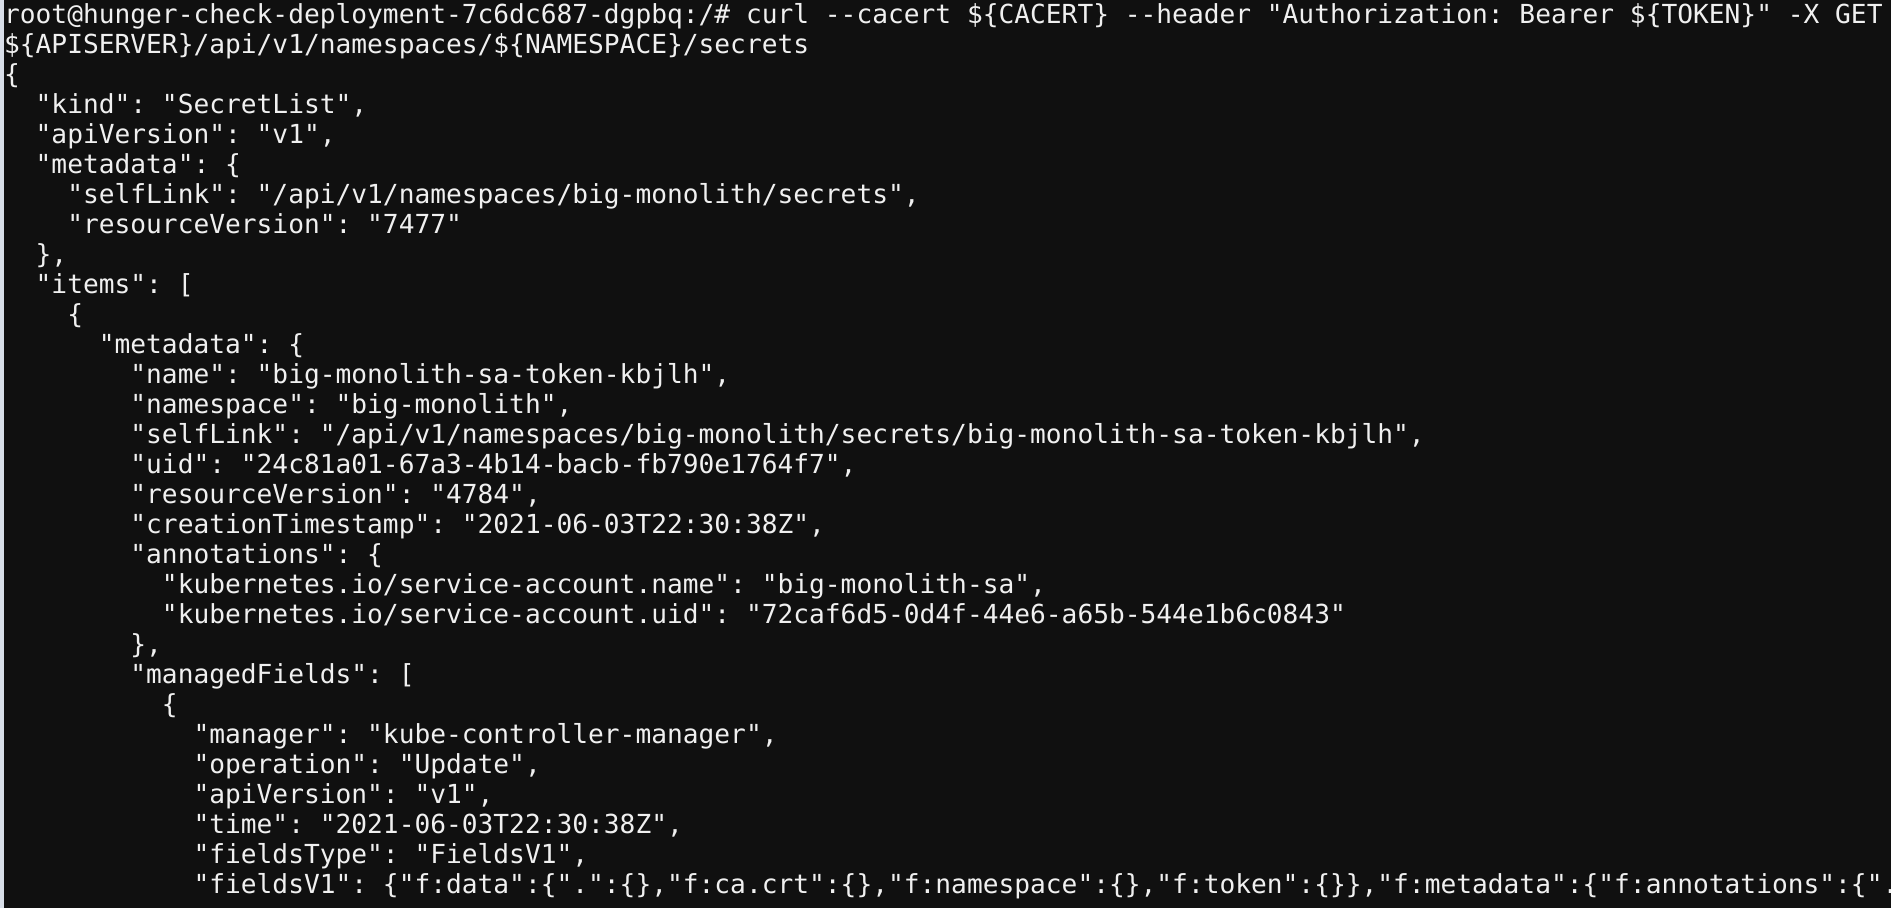 root@hunger-check-deployment-7c6dc687-dgpbq:/# curl --cacert ${CACERT} --header "Authorization: Bearer ${TOKEN}" -X GET
${APISERVER}/api/v1/namespaces/${NAMESPACE}/secrets
{
  "kind": "SecretList",
  "apiVersion": "v1",
  "metadata": {
    "selfLink": "/api/v1/namespaces/big-monolith/secrets",
    "resourceVersion": "7477"
  },
  "items": [
    {
      "metadata": {
        "name": "big-monolith-sa-token-kbjlh",
        "namespace": "big-monolith",
        "selfLink": "/api/v1/namespaces/big-monolith/secrets/big-monolith-sa-token-kbjlh",
        "uid": "24c81a01-67a3-4b14-bacb-fb790e1764f7",
        "resourceVersion": "4784",
        "creationTimestamp": "2021-06-03T22:30:38Z",
        "annotations": {
          "kubernetes.io/service-account.name": "big-monolith-sa",
          "kubernetes.io/service-account.uid": "72caf6d5-0d4f-44e6-a65b-544e1b6c0843"
        },
        "managedFields": [
          {
            "manager": "kube-controller-manager",
            "operation": "Update",
            "apiVersion": "v1",
            "time": "2021-06-03T22:30:38Z",
            "fieldsType": "FieldsV1",
            "fieldsV1": {"f:data":{".":{},"f:ca.crt":{},"f:namespace":{},"f:token":{}},"f:metadata":{"f:annotations":{".